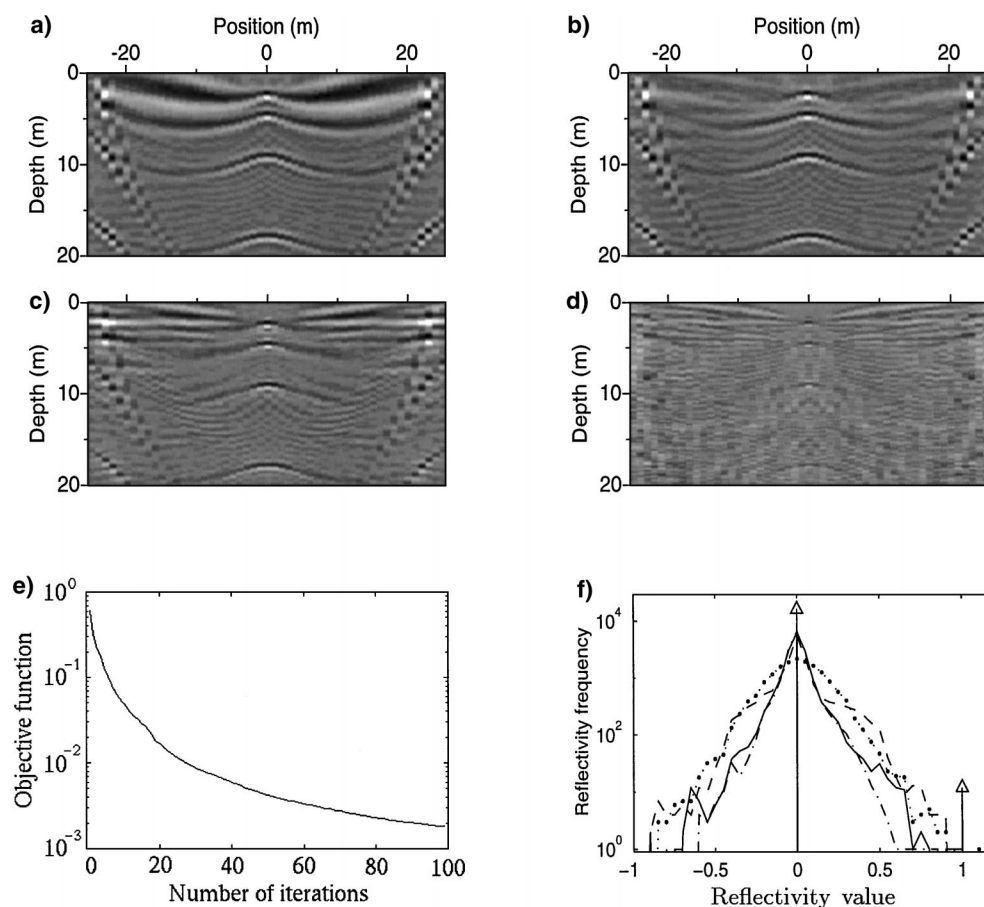 a)
Position (m)
-20 0 20
Depth (m)
0
10
20
b)
Position (m)
-20 0 20
Depth (m)
0
10
20
c)
Depth (m)
0
10
20
d)
Depth (m)
0
10
20
e)
Objective function
10^0
10^-1
10^-2
10^-3
0 20 40 60 80 100
Number of iterations
f)
Reflectivity frequency
10^4
10^2
10^0
−1 −0.5 0 0.5 1
Reflectivity value